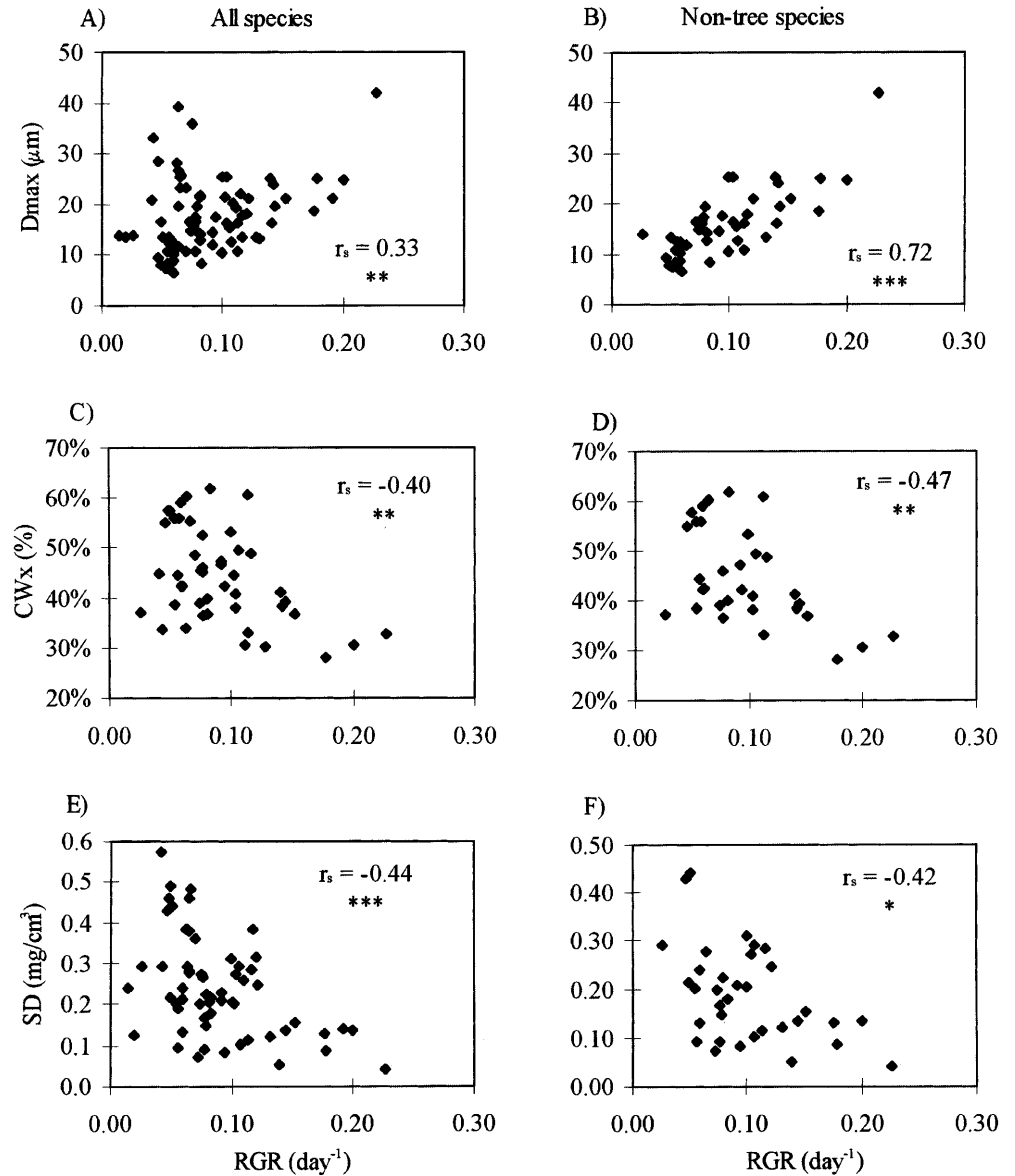 A) All species
B) Non-tree species
Dmax (μm)
50
40
30
20
10
0
rs = 0.33
**
0.00 0.10 0.20 0.30
50
40
30
20
10
0
rs = 0.72
***
0.00 0.10 0.20 0.30
C)
CWx (%)
70%
60%
50%
40%
30%
20%
rs = -0.40
**
0.00 0.10 0.20 0.30
D)
70%
60%
50%
40%
30%
20%
rs = -0.47
**
0.00 0.10 0.20 0.30
E)
SD (mg/cm³)
0.6
0.5
0.4
0.3
0.2
0.1
0.0
rs = -0.44
***
0.00 0.10 0.20 0.30
RGR (day⁻¹)
F)
0.50
0.40
0.30
0.20
0.10
0.00
rs = -0.42
*
0.00 0.10 0.20 0.30
RGR (day⁻¹)